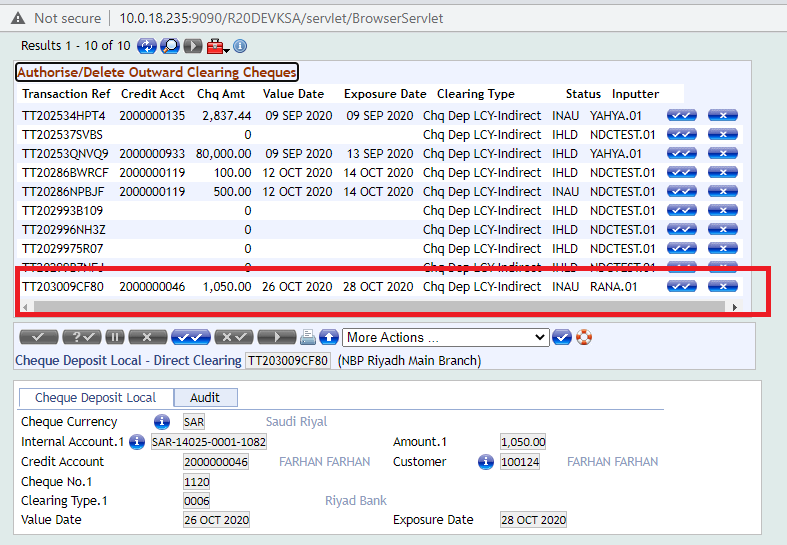 Not secure | 10.0.18.235:9090/R20DEVKSA/servlet/BrowserServlet
Results 1 - 10 of 10
Authorise/Delete Outward Clearing Cheques
Transaction Ref Credit Acct Chq Amt Value Date Exposure Date Clearing Type Status Inputter
TT202534HPT4 2000000135 2,837.44 09 SEP 2020 09 SEP 2020 Chq Dep LCY-Indirect INAU YAHYA.01
TT202537SVBS 0 Chq Dep LCY-Indirect IHLD NDCTEST.01
TT20253QNVQ9 2000000933 80,000.00 09 SEP 2020 13 SEP 2020 Chq Dep LCY-Indirect IHLD YAHYA.01
TT20286BWRCF 2000000119 100.00 12 OCT 2020 14 OCT 2020 Chq Dep LCY-Indirect IHLD NDCTEST.01
TT20286NPBJF 2000000119 500.00 12 OCT 2020 14 OCT 2020 Chq Dep LCY-Indirect INAU NDCTEST.01
TT202993B109 0 Chq Dep LCY-Indirect IHLD NDCTEST.01
TT202996NH3Z 0 Chq Dep LCY-Indirect IHLD NDCTEST.01
TT2029975R07 0 Chq Dep LCY-Indirect IHLD NDCTEST.01
0 Chq Dep LCY-Indirect IHLD NDCTEST.01
TT203009CF80 2000000046 1,050.00 26 OCT 2020 28 OCT 2020 Chq Dep LCY-Indirect INAU RANA.01
More Actions ...
Cheque Deposit Local - Direct Clearing TT203009CF80 (NBP Riyadh Main Branch)
Cheque Deposit Local Audit
Cheque Currency SAR Saudi Riyal
Internal Account.1 SAR-14025-0001-1082 Amount.1 1,050.00
Credit Account 2000000046 FARHAN FARHAN Customer 100124 FARHAN FARHAN
Cheque No.1 1120
Clearing Type.1 0006 Riyad Bank
Value Date 26 OCT 2020 Exposure Date 28 OCT 2020